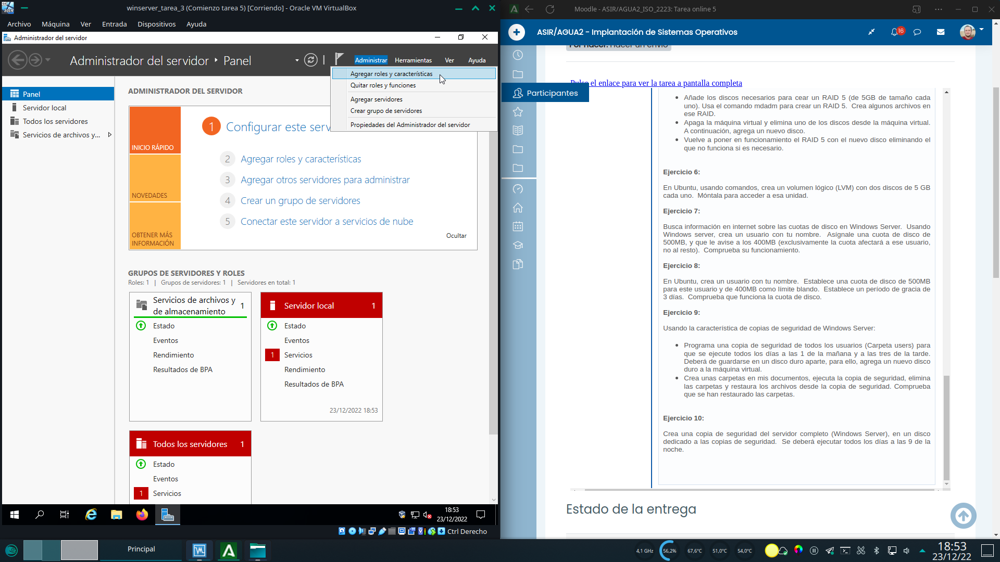 winserver_tarea_3 (Comienzo tarea 5) [Corriendo] - Oracle VM VirtualBox
Archivo Máquina Ver Entrada Dispositivos Ayuda
Administrador del servidor
Administrador del servidor ‣ Panel
Administrar Herramientas Ver Ayuda
Agregar roles y características
Quitar roles y funciones
Agregar servidores
Crear grupo de servidores
Propiedades del Administrador del servidor
Panel
Servidor local
Todos los servidores
Servicios de archivos y...
ADMINISTRADOR DEL SERVIDOR
INICIO RÁPIDO
NOVEDADES
OBTENER MÁS
INFORMACIÓN
1 Configurar este serv
2 Agregar roles y características
3 Agregar otros servidores para administrar
4 Crear un grupo de servidores
5 Conectar este servidor a servicios de nube
Ocultar
GRUPOS DE SERVIDORES Y ROLES
Roles: 1 | Grupos de servidores: 1 | Servidores en total: 1
Servicios de archivos y
de almacenamiento 1
Estado
Eventos
Rendimiento
Resultados de BPA
Servidor local 1
Estado
Eventos
1 Servicios
Rendimiento
Resultados de BPA
23/12/2022 18:53
Todos los servidores 1
Estado
Eventos
1 Servicios
18:53
23/12/2022
Ctrl Derecho
Moodle - ASIR/AGUA2_ISO_2223: Tarea online 5
ASIR/AGUA2 - Implantación de Sistemas Operativos
16
Por hacer: Hacer un envío
Pulse el enlace para ver la tarea a pantalla completa
Participantes
• Añade los discos necesarios para cear un RAID 5 (de 5GB de tamaño cada
uno). Usa el comando mdadm para crear un RAID 5. Crea algunos archivos en
ese RAID.
• Apaga la máquina virtual y elimina uno de los discos desde la máquina virtual.
A continuación, agrega un nuevo disco.
• Vuelve a poner en funcionamiento el RAID 5 con el nuevo disco eliminando el
que no funciona si es necesario.
Ejercicio 6:
En Ubuntu, usando comandos, crea un volumen lógico (LVM) con dos discos de 5 GB
cada uno. Móntala para acceder a esa unidad.
Ejercicio 7:
Busca información en internet sobre las cuotas de disco en Windows Server. Usando
Windows server, crea un usuario con tu nombre. Asígnale una cuota de disco de
500MB, y que le avise a los 400MB (exclusivamente la cuota afectará a ese usuario,
no al resto). Comprueba su funcionamiento.
Ejercicio 8:
En Ubuntu, crea un usuario con tu nombre. Establece una cuota de disco de 500MB
para este usuario y de 400MB como límite blando. Establece un período de gracia de
3 días. Comprueba que funciona la cuota de disco.
Ejercicio 9:
Usando la característica de copias de seguridad de Windows Server:
• Programa una copia de seguridad de todos los usuarios (Carpeta users) para
que se ejecute todos los días a las 1 de la mañana y a las tres de la tarde.
Deberá de guardarse en un disco duro aparte, para ello, agrega un nuevo disco
duro a la máquina virtual.
• Crea unas carpetas en mis documentos, ejecuta la copia de seguridad, elimina
las carpetas y restaura los archivos desde la copia de seguridad. Comprueba
que se han restaurado las carpetas.
Ejercicio 10:
Crea una copia de seguridad del servidor completo (Windows Server), en un disco
dedicado a las copias de seguridad. Se deberá ejecutar todos los días a las 9 de la
noche.
Estado de la entrega
Principal
4,1 GHz 56,2% 67,6°C 51,0°C 54,0°C
18:53
23/12/22